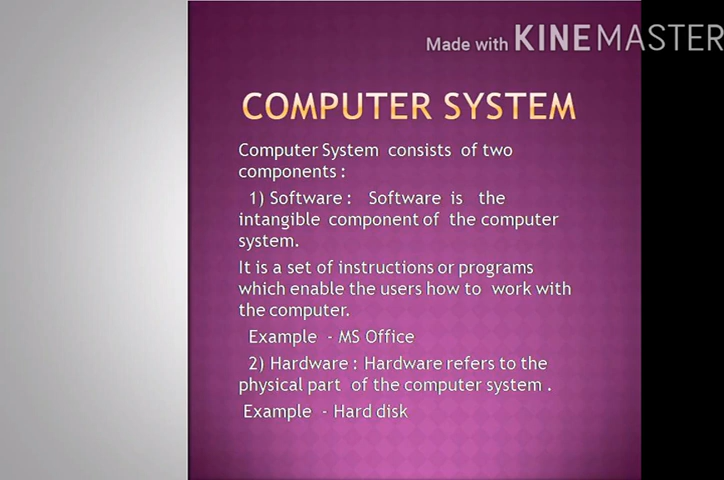 Made with KINEMASTER
COMPUTER SYSTEM
Computer System consists of two
components :
1) Software : Software is the
intangible component of the computer
system.
It is a set of instructions or programs
which enable the users how to work with
the computer.
Example - MS Office
2) Hardware : Hardware refers to the
physical part of the computer system .
Example - Hard disk